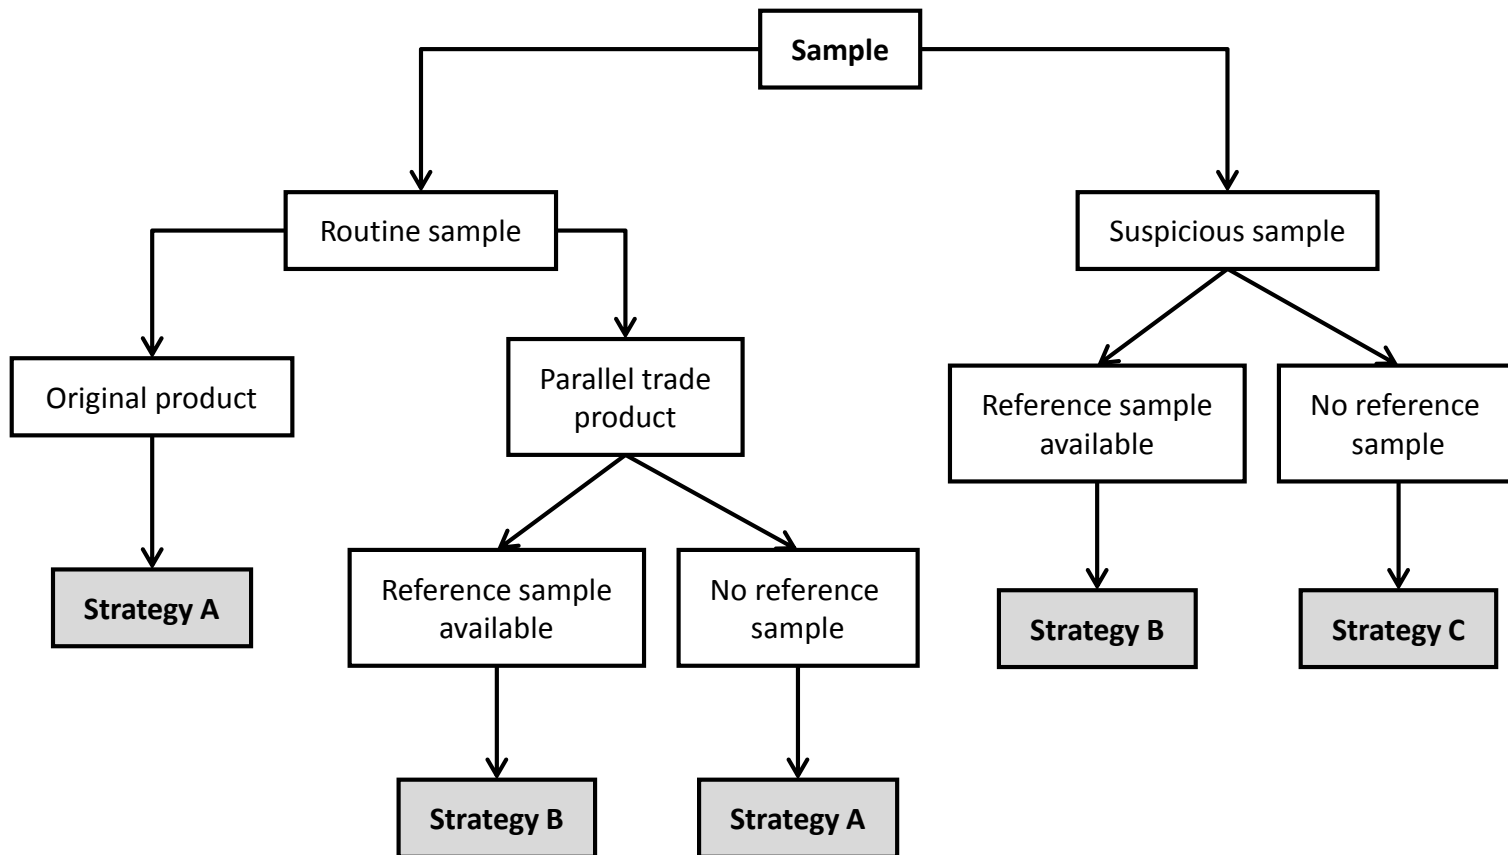 Sample
Routine sample
Suspicious sample
Original product
Parallel trade
product
Reference sample
available
No reference
sample
Strategy A
Reference sample
available
No reference
sample
Strategy B
Strategy C
Strategy B
Strategy A